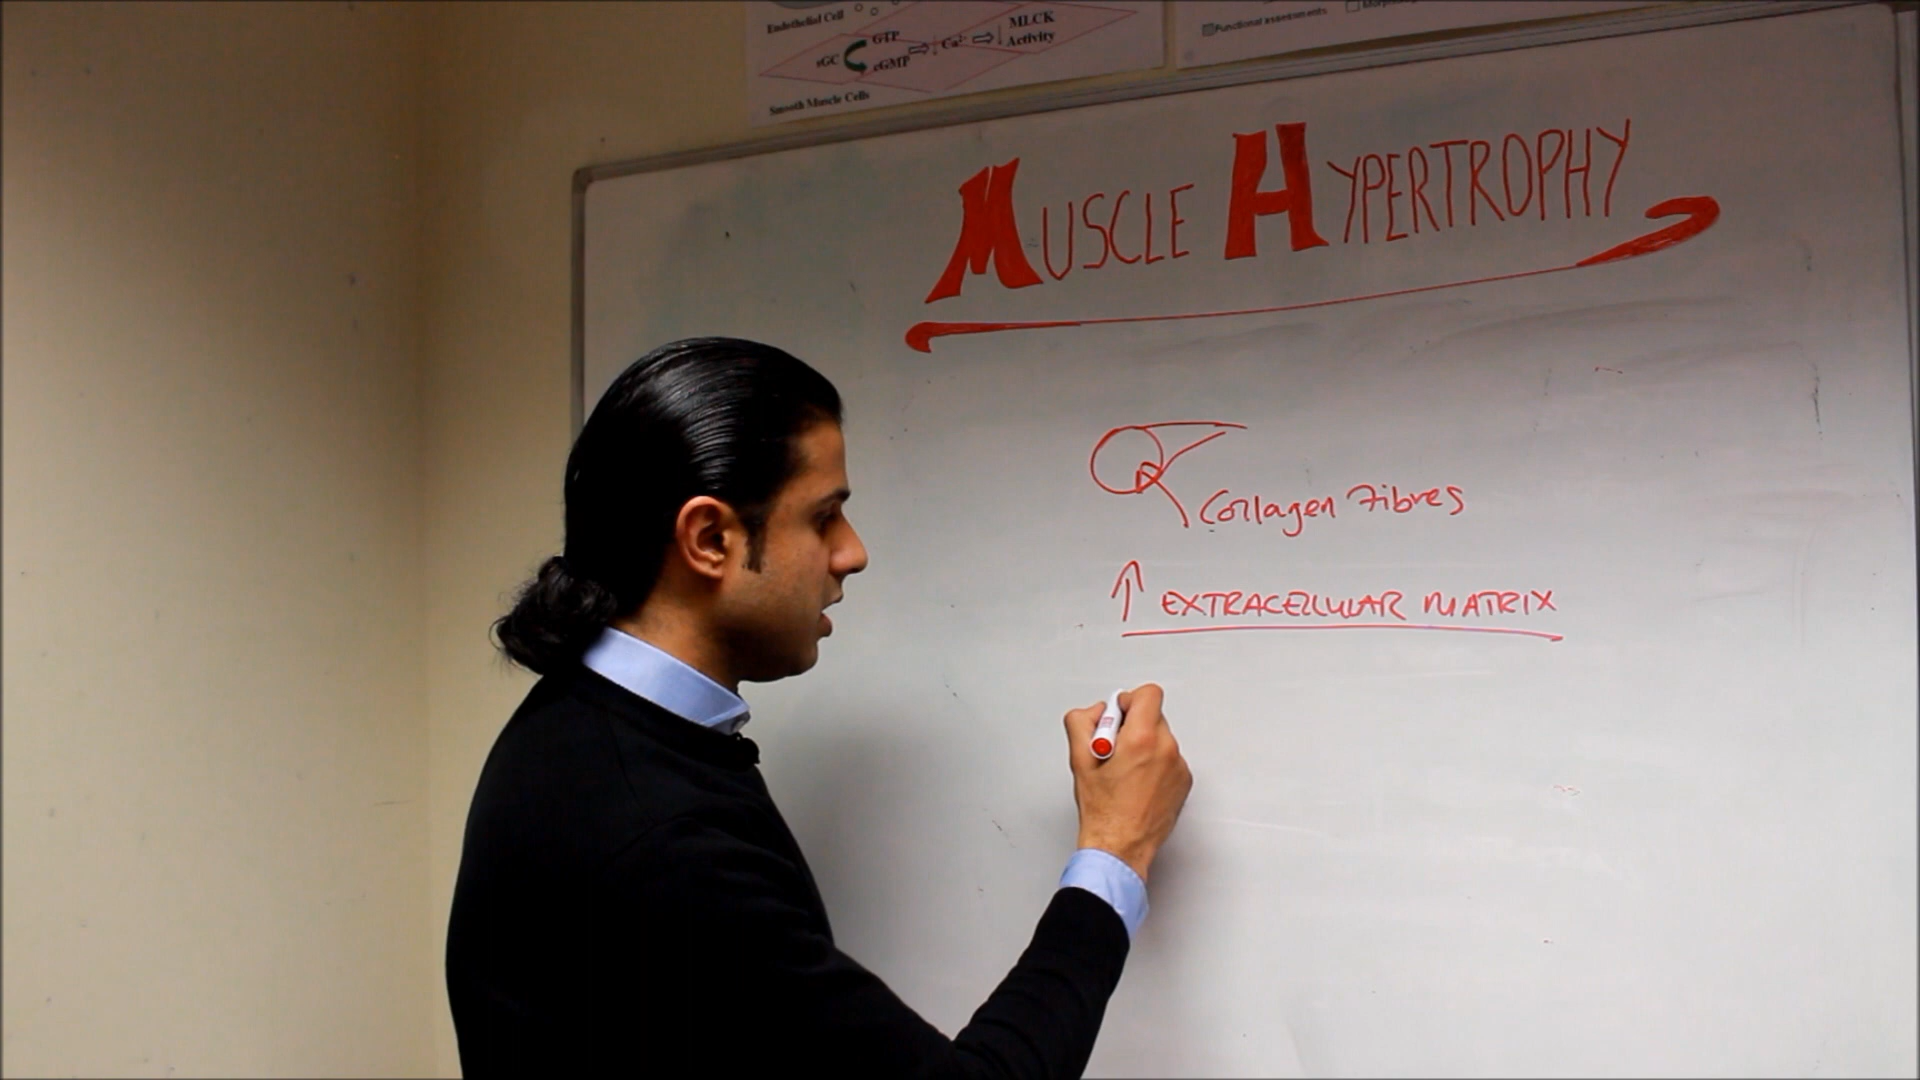 Endothelial Cell
GTP
sGC
cGMP
Ca²⁺
MLCK
Activity
Smooth Muscle Cells
Functional assessments
MUSCLE HYPERTROPHY
Collagen Fibres
↑ EXTRACELLULAR MATRIX